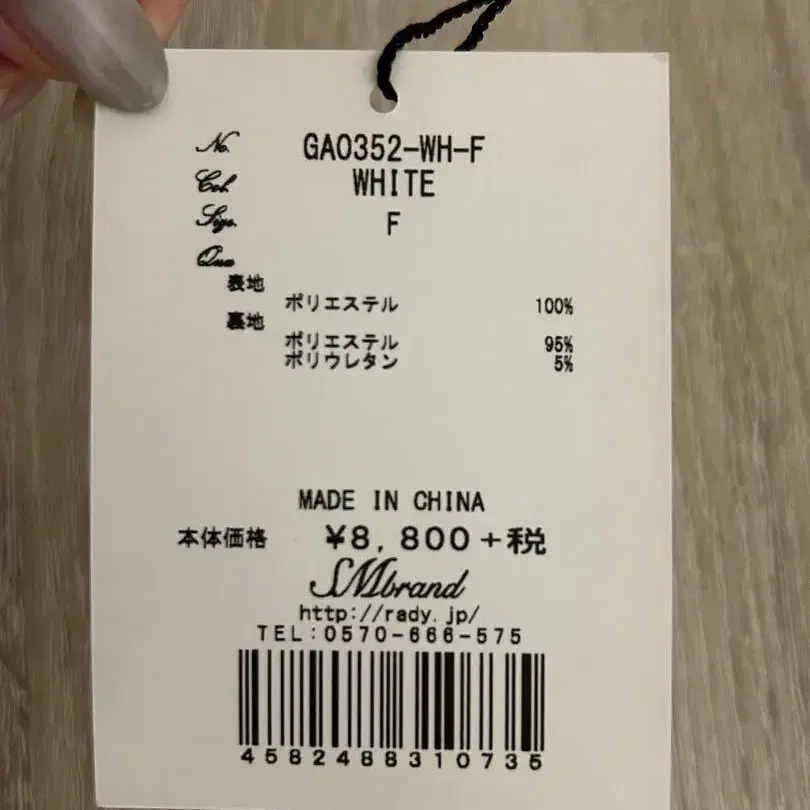 No. GA0352-WH-F
Col. WHITE
Size. F
Qua
表地
ポリエステル 100%
裏地
ポリエステル 95%
ポリウレタン 5%
MADE IN CHINA
本体価格 ¥8,800+税
SMbrand
http://rady.jp/
TEL:0570-666-575
4582488310735